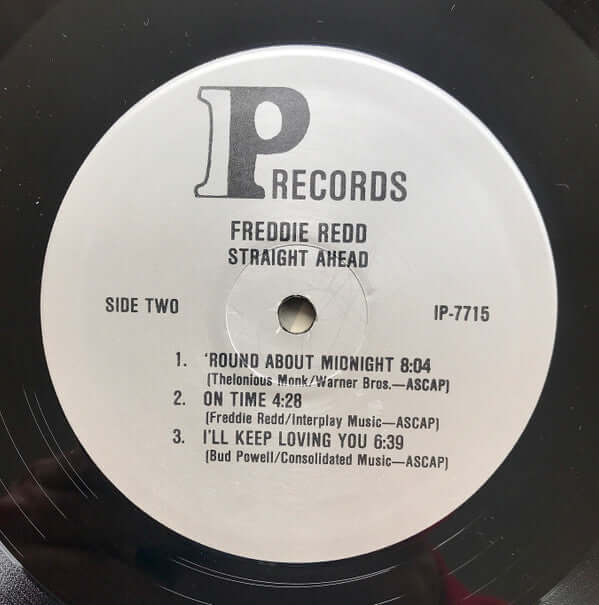 IP RECORDS
FREDDIE REDD
STRAIGHT AHEAD
SIDE TWO
IP-7715
1. 'ROUND ABOUT MIDNIGHT 8:04
(Thelonious Monk/Warner Bros.—ASCAP)
2. ON TIME 4:28
(Freddie Redd/Interplay Music—ASCAP)
3. I'LL KEEP LOVING YOU 6:39
(Bud Powell/Consolidated Music—ASCAP)